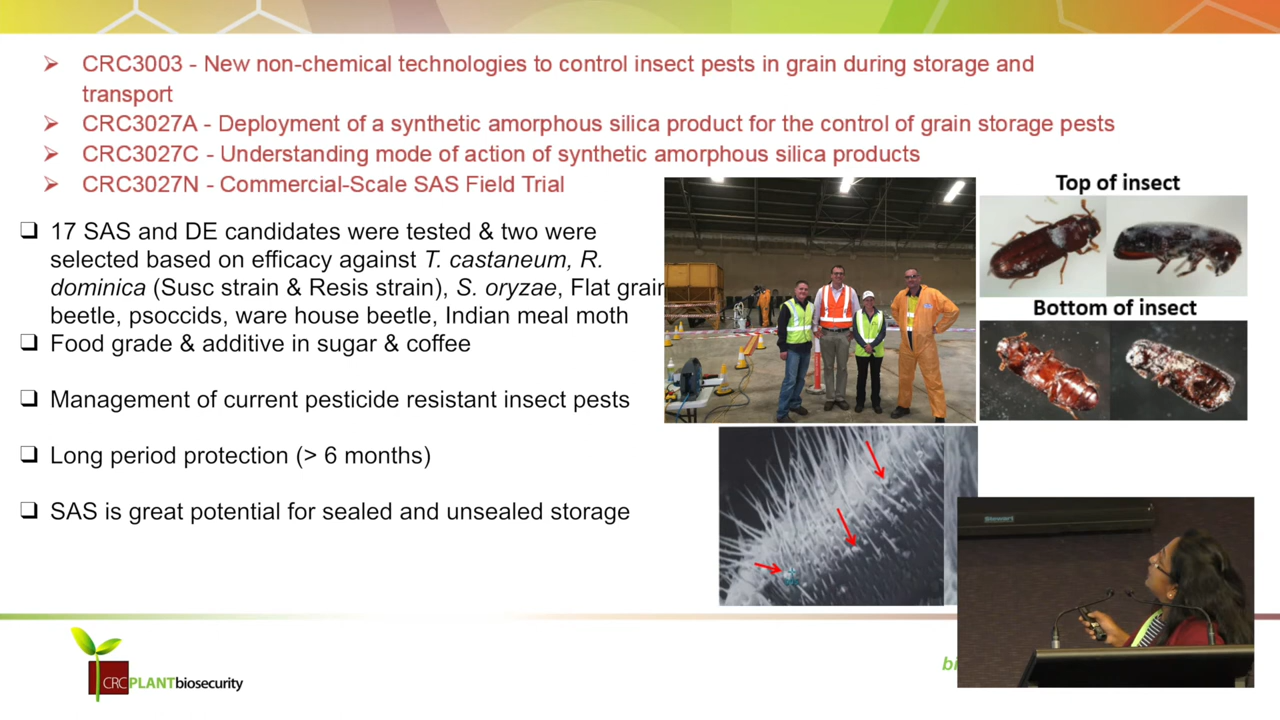 CRC3003 - New non-chemical technologies to control insect pests in grain during storage and
transport
CRC3027A - Deployment of a synthetic amorphous silica product for the control of grain storage pests
CRC3027C - Understanding mode of action of synthetic amorphous silica products
CRC3027N - Commercial-Scale SAS Field Trial
17 SAS and DE candidates were tested & two were
selected based on efficacy against T. castaneum, R.
dominica (Susc strain & Resis strain), S. oryzae, Flat grain
beetle, psoccids, ware house beetle, Indian meal moth
Food grade & additive in sugar & coffee
Management of current pesticide resistant insect pests
Long period protection (> 6 months)
SAS is great potential for sealed and unsealed storage
Top of insect
Bottom of insect
Stewart
CRCPLANTbiosecurity
bi